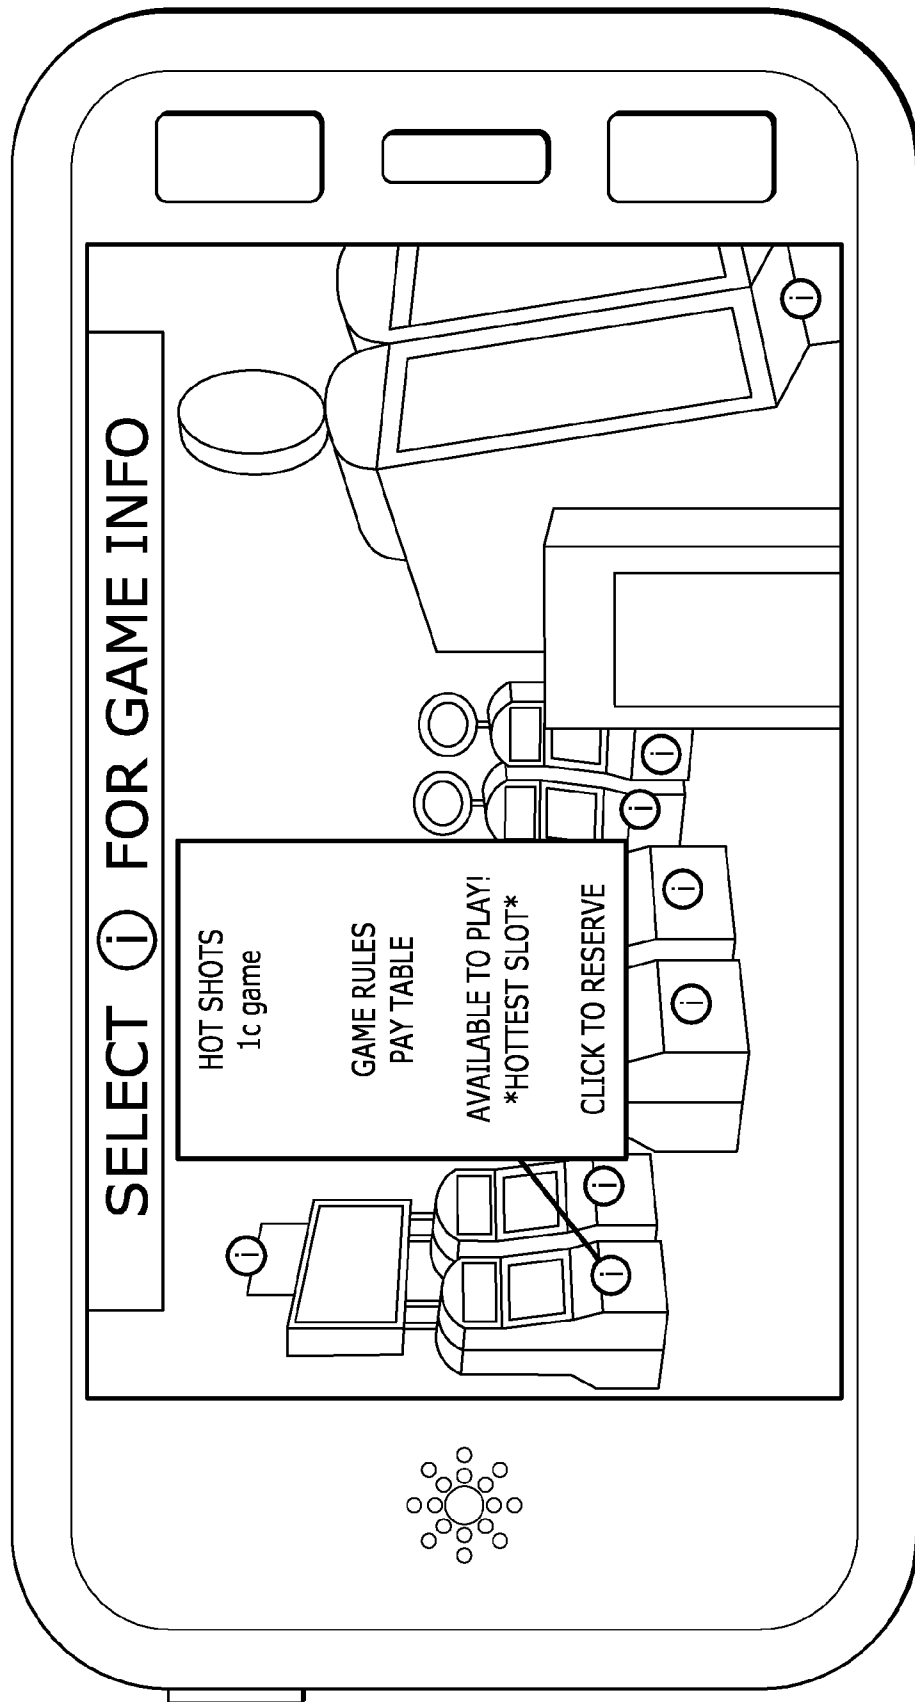 SELECT i FOR GAME INFO
HOT SHOTS
1c game
GAME RULES
PAY TABLE
AVAILABLE TO PLAY!
*HOTTEST SLOT*
CLICK TO RESERVE
i
i
i
i
i
i
i
i